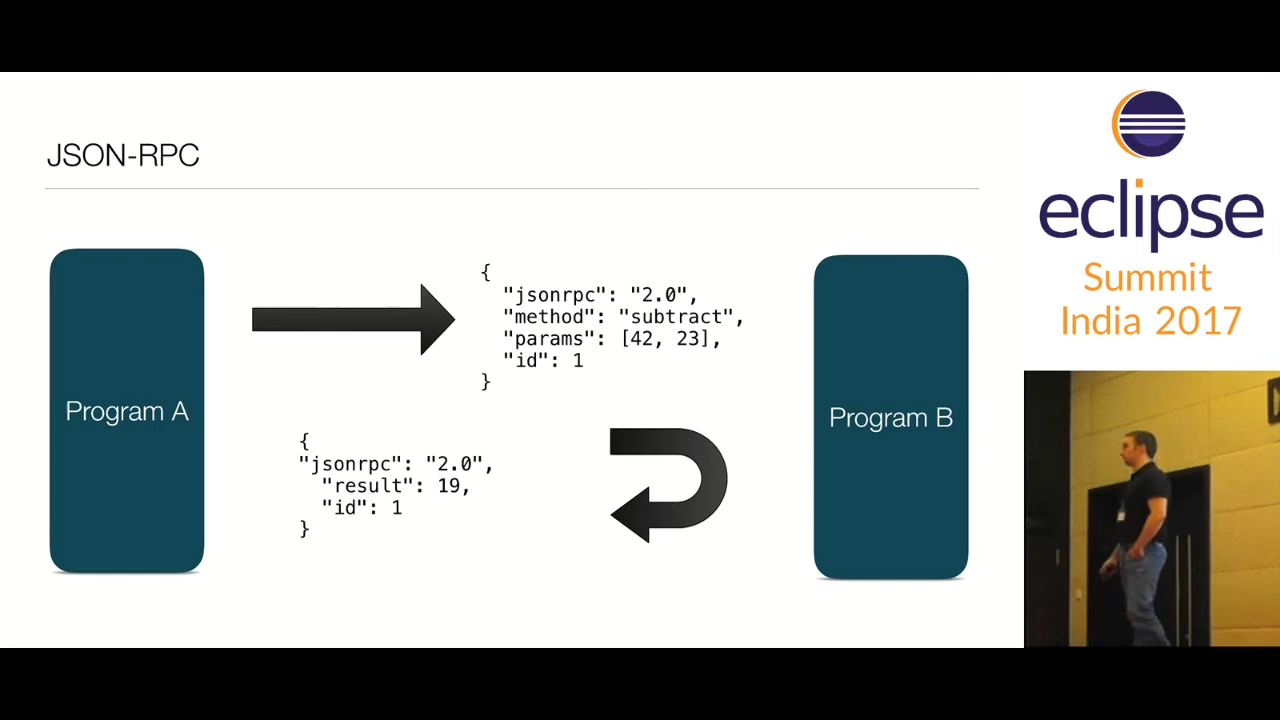 JSON-RPC
Program A
{
"jsonrpc": "2.0",
"method": "subtract",
"params": [42, 23],
"id": 1
}
{
"jsonrpc": "2.0",
"result": 19,
"id": 1
}
Program B
eclipse
Summit
India 2017